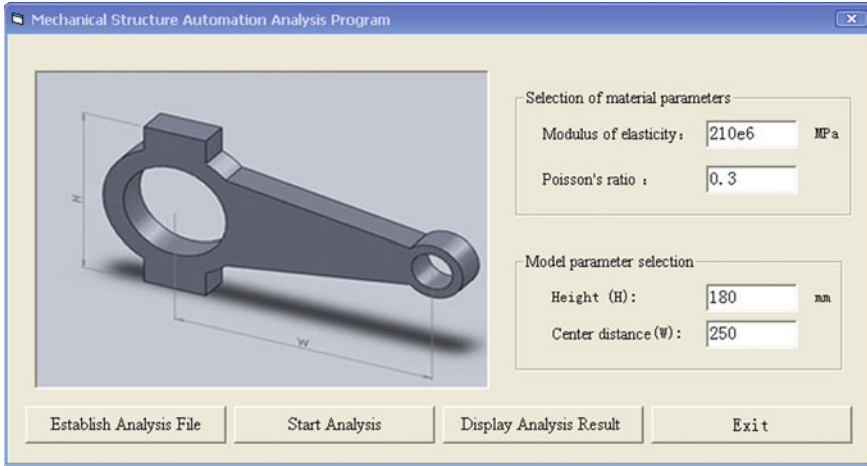 Mechanical Structure Automation Analysis Program
H
W
Selection of material parameters
Modulus of elasticity: 210e6 MPa
Poisson's ratio : 0.3
Model parameter selection
Height (H): 180 mm
Center distance(W): 250
Establish Analysis File Start Analysis Display Analysis Result Exit